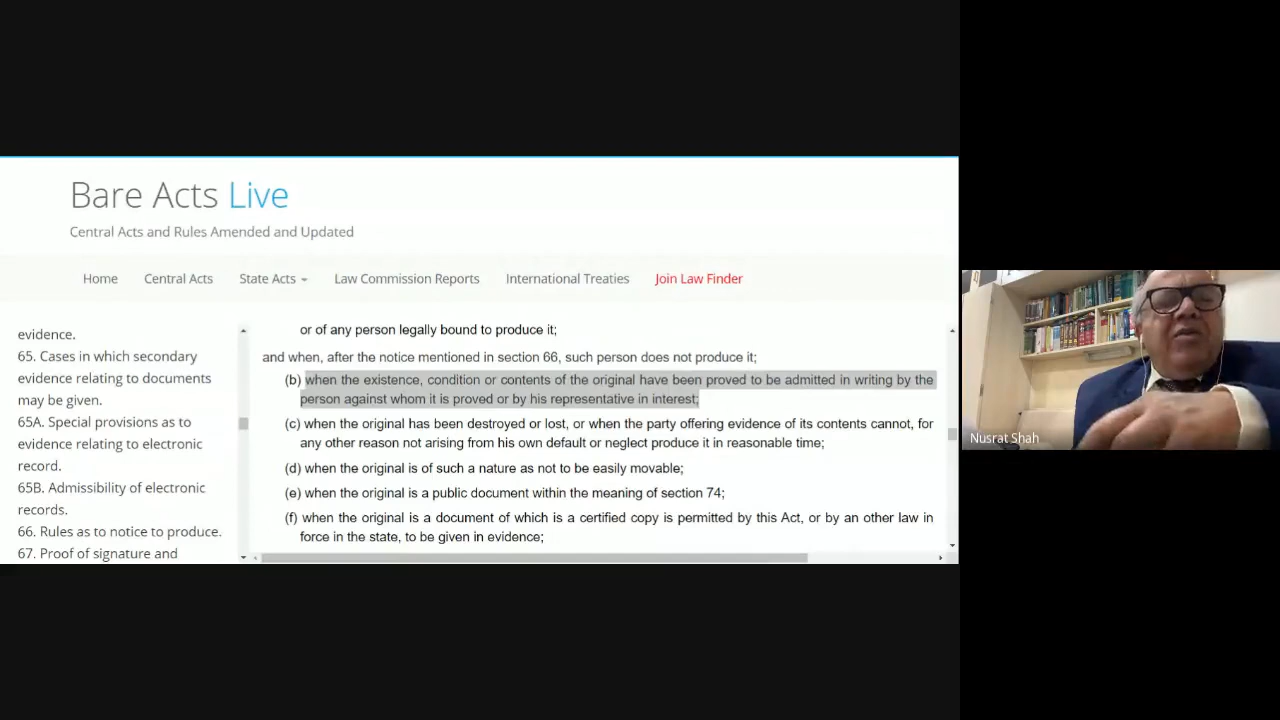 Bare Acts Live
Central Acts and Rules Amended and Updated
Home Central Acts State Acts Law Commission Reports International Treaties Join Law Finder
evidence.
65. Cases in which secondary
evidence relating to documents
may be given.
65A. Special provisions as to
evidence relating to electronic
record.
65B. Admissibility of electronic
records.
66. Rules as to notice to produce.
67. Proof of signature and
or of any person legally bound to produce it;
and when, after the notice mentioned in section 66, such person does not produce it;
(b) when the existence, condition or contents of the original have been proved to be admitted in writing by the
person against whom it is proved or by his representative in interest;
(c) when the original has been destroyed or lost, or when the party offering evidence of its contents cannot, for
any other reason not arising from his own default or neglect produce it in reasonable time;
(d) when the original is of such a nature as not to be easily movable;
(e) when the original is a public document within the meaning of section 74;
(f) when the original is a document of which is a certified copy is permitted by this Act, or by an other law in
force in the state, to be given in evidence;
Nusrat Shah